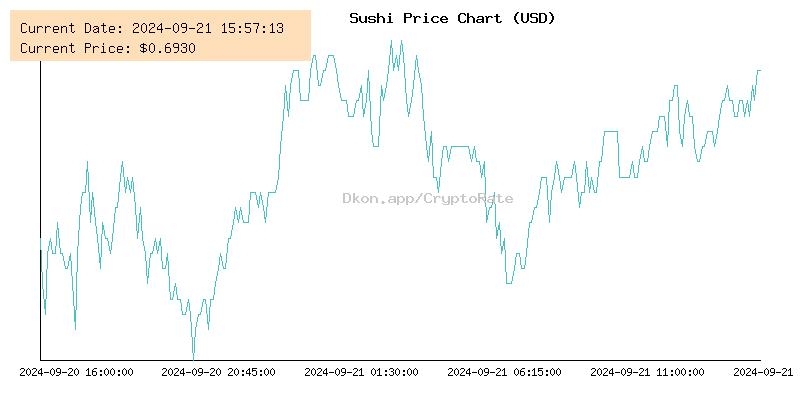 Sushi Price Chart (USD)
Current Date: 2024-09-21 15:57:13
Current Price: $0.6930
Dkon.app/CryptoRate
2024-09-20 16:00:00 2024-09-20 20:45:00 2024-09-21 01:30:00 2024-09-21 06:15:00 2024-09-21 11:00:00 2024-09-21